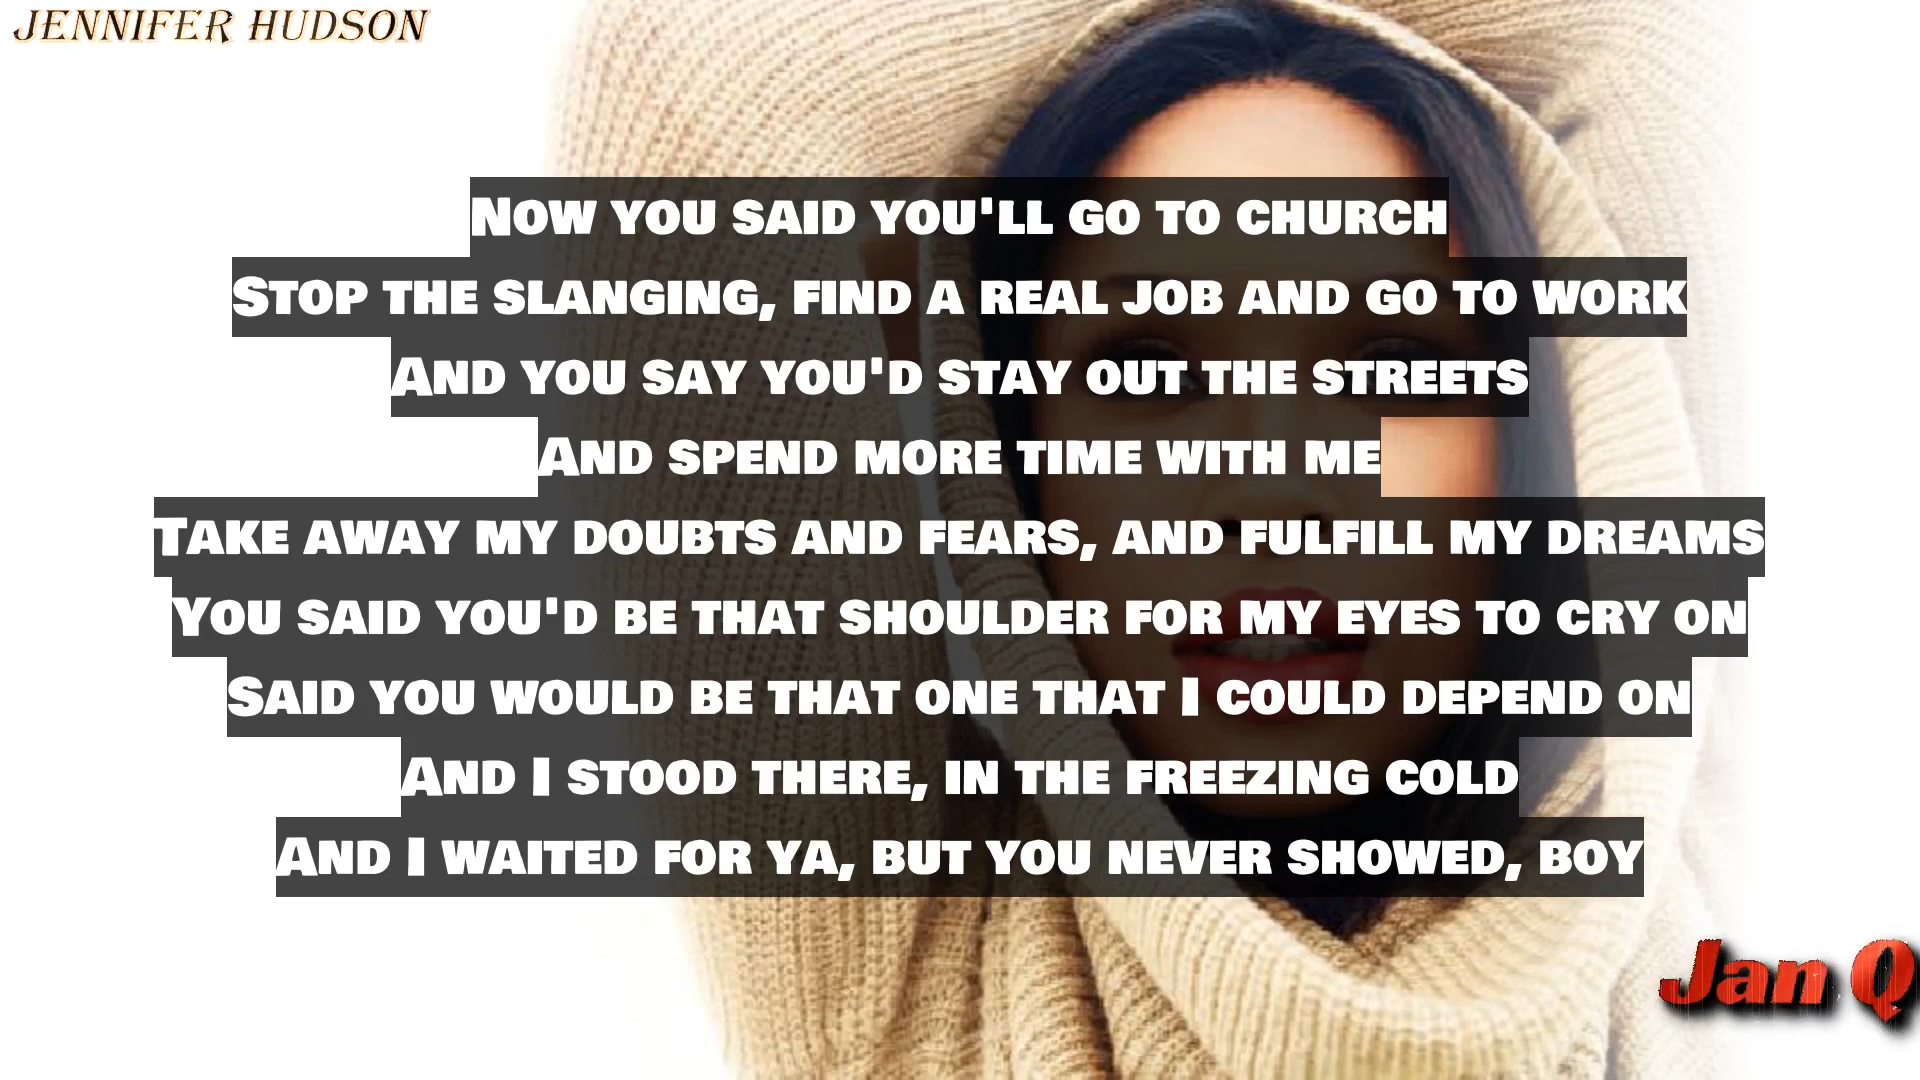 JENNIFER HUDSON
Now you said you'll go to church
Stop the slanging, find a real job and go to work
And you say you'd stay out the streets
And spend more time with me
Take away my doubts and fears, and fulfill my dreams
You said you'd be that shoulder for my eyes to cry on
Said you would be that one that I could depend on
And I stood there, in the freezing cold
And I waited for ya, but you never showed, boy
Jan Q